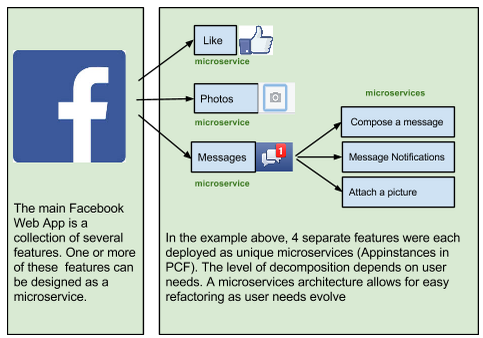 f
Like
microservice
Photos
microservice
Messages
1
microservice
microservices
Compose a message
Message Notifications
Attach a picture
The main Facebook
Web App is a
collection of several
features. One or more
of these features can
be designed as a
microservice.
In the example above, 4 separate features were each
deployed as unique microservices (Appinstances in
PCF). The level of decomposition depends on user
needs. A microservices architecture allows for easy
refactoring as user needs evolve